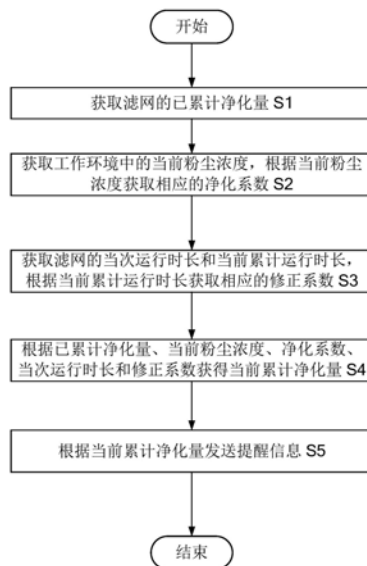 开始
获取滤网的已累计净化量 S1
获取工作环境中的当前粉尘浓度，根据当前粉尘
浓度获取相应的净化系数 S2
获取滤网的当次运行时长和当前累计运行时长，
根据当前累计运行时长获取相应的修正系数 S3
根据已累计净化量、当前粉尘浓度、净化系数、
当次运行时长和修正系数获得当前累计净化量 S4
根据当前累计净化量发送提醒信息 S5
结束